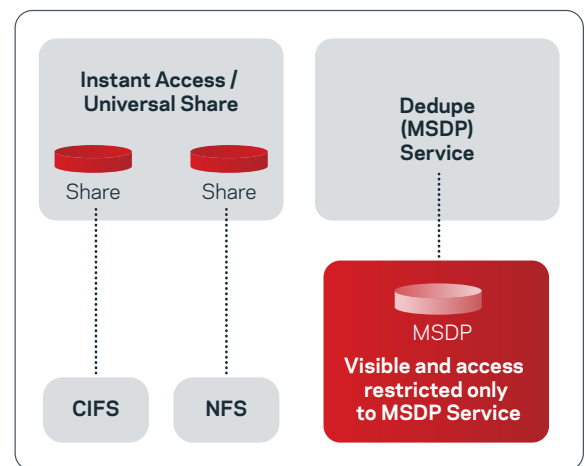 Instant Access /
Universal Share
Share
Share
CIFS
NFS
Dedupe
(MSDP)
Service
MSDP
Visible and access
restricted only
to MSDP Service